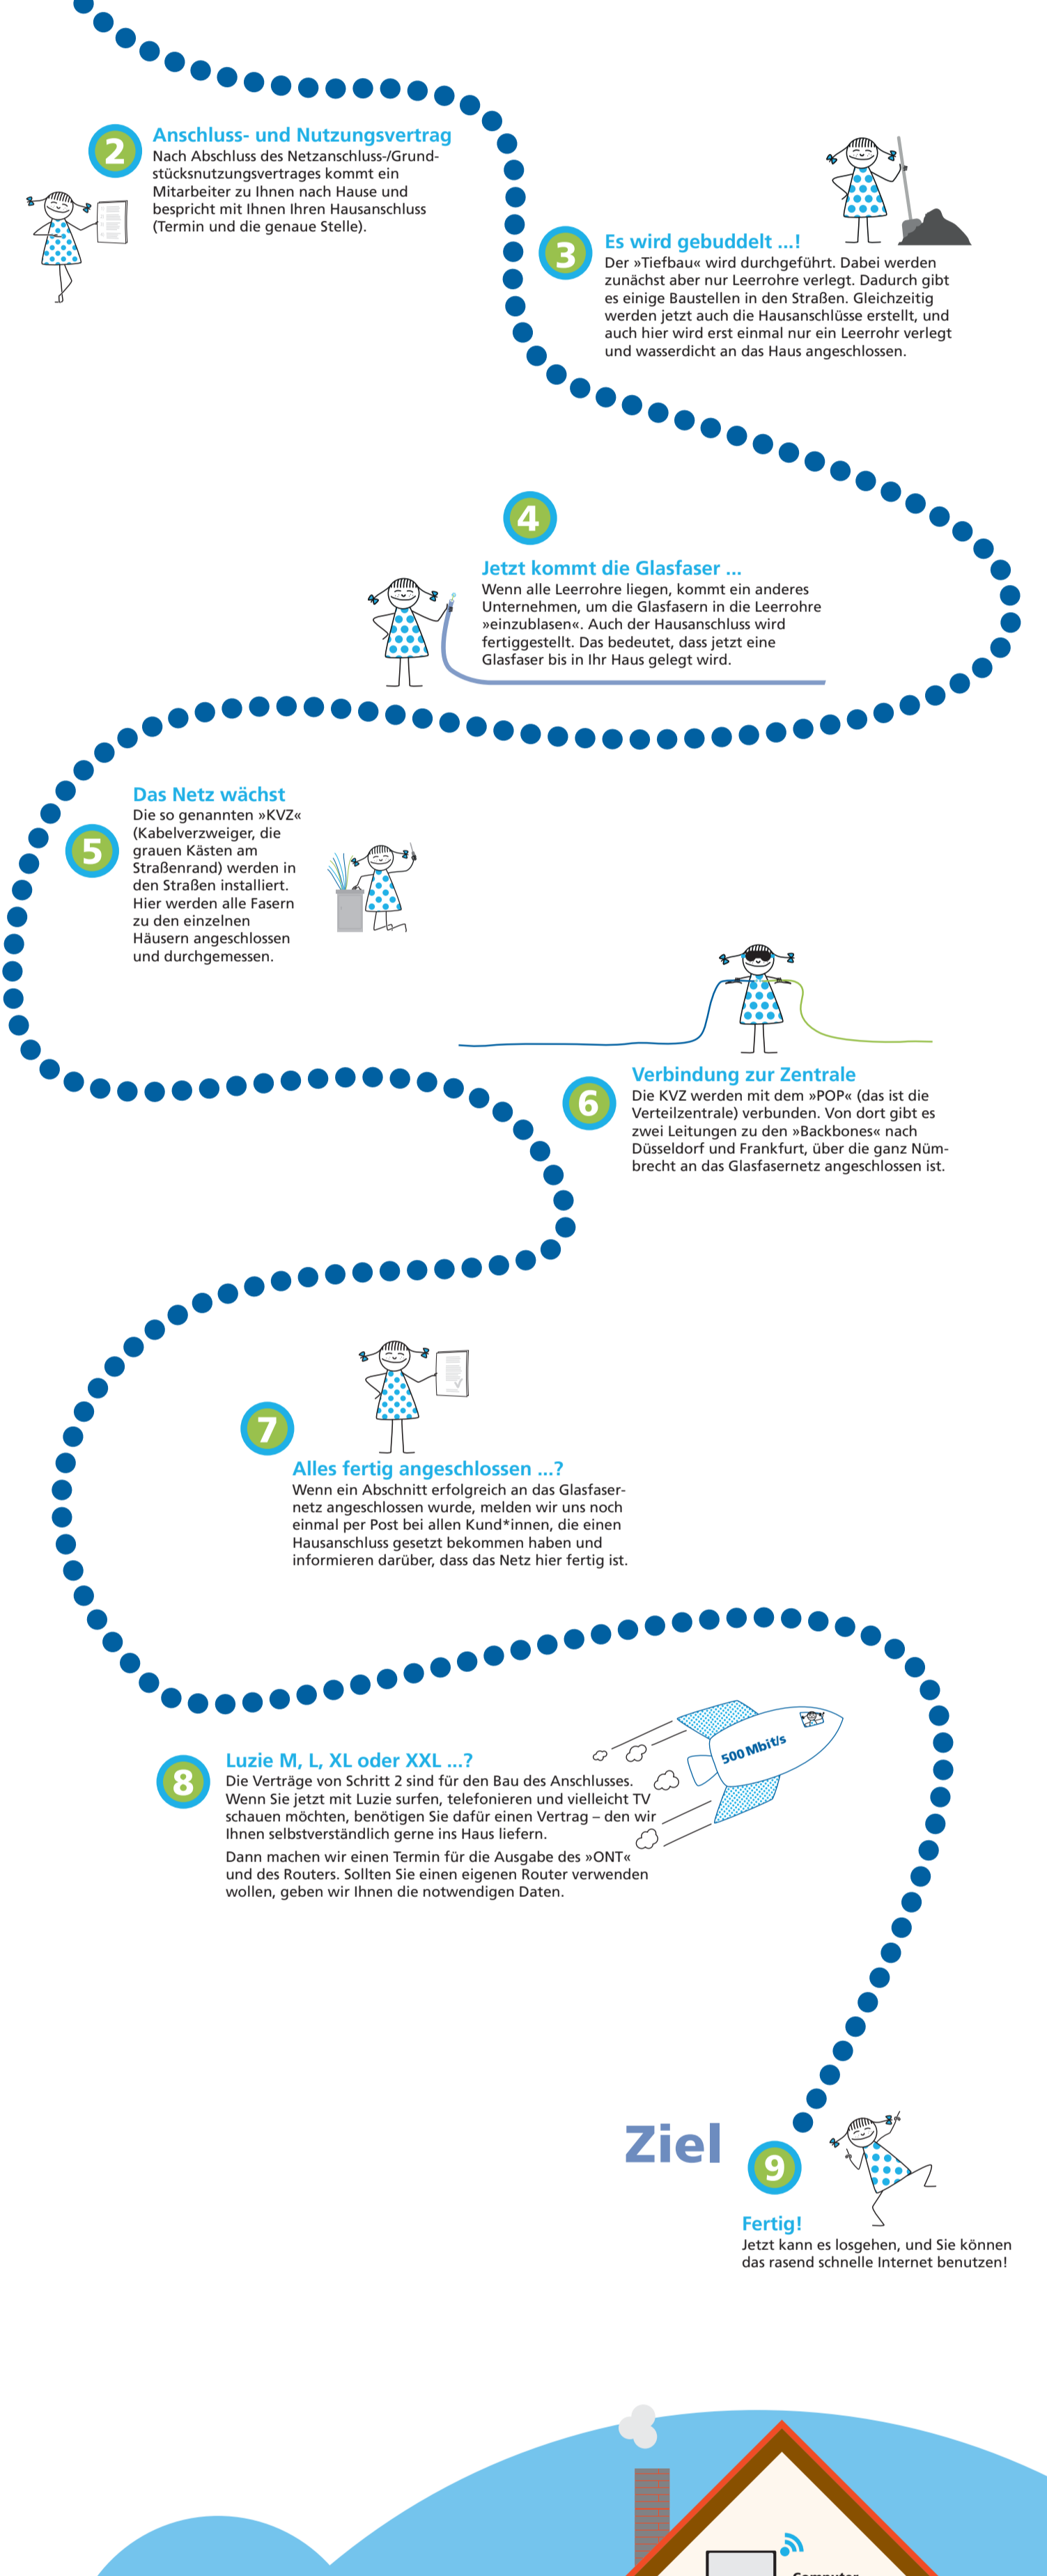 2
Anschluss- und Nutzungsvertrag
Nach Abschluss des Netzanschluss-/Grund-
stücksnutzungsvertrages kommt ein
Mitarbeiter zu Ihnen nach Hause und
bespricht mit Ihnen Ihren Hausanschluss
(Termin und die genaue Stelle).
3
Es wird gebuddelt ...!
Der »Tiefbau« wird durchgeführt. Dabei werden
zunächst aber nur Leerrohre verlegt. Dadurch gibt
es einige Baustellen in den Straßen. Gleichzeitig
werden jetzt auch die Hausanschlüsse erstellt, und
auch hier wird erst einmal nur ein Leerrohr verlegt
und wasserdicht an das Haus angeschlossen.
4
Jetzt kommt die Glasfaser ...
Wenn alle Leerrohre liegen, kommt ein anderes
Unternehmen, um die Glasfasern in die Leerrohre
»einzublasen«. Auch der Hausanschluss wird
fertiggestellt. Das bedeutet, dass jetzt eine
Glasfaser bis in Ihr Haus gelegt wird.
5
Das Netz wächst
Die so genannten »KVZ«
(Kabelverzweiger, die
grauen Kästen am
Straßenrand) werden in
den Straßen installiert.
Hier werden alle Fasern
zu den einzelnen
Häusern angeschlossen
und durchgemessen.
6
Verbindung zur Zentrale
Die KVZ werden mit dem »POP« (das ist die
Verteilzentrale) verbunden. Von dort gibt es
zwei Leitungen zu den »Backbones« nach
Düsseldorf und Frankfurt, über die ganz Nüm-
brecht an das Glasfasernetz angeschlossen ist.
7
Alles fertig angeschlossen ...?
Wenn ein Abschnitt erfolgreich an das Glasfaser-
netz angeschlossen wurde, melden wir uns noch
einmal per Post bei allen Kund*innen, die einen
Hausanschluss gesetzt bekommen haben und
informieren darüber, dass das Netz hier fertig ist.
500 Mbit/s
8
Luzie M, L, XL oder XXL ...?
Die Verträge von Schritt 2 sind für den Bau des Anschlusses.
Wenn Sie jetzt mit Luzie surfen, telefonieren und vielleicht TV
schauen möchten, benötigen Sie dafür einen Vertrag – den wir
Ihnen selbstverständlich gerne ins Haus liefern.
Dann machen wir einen Termin für die Ausgabe des »ONT«
und des Routers. Sollten Sie einen eigenen Router verwenden
wollen, geben wir Ihnen die notwendigen Daten.
Ziel
9
Fertig!
Jetzt kann es losgehen, und Sie können
das rasend schnelle Internet benutzen!